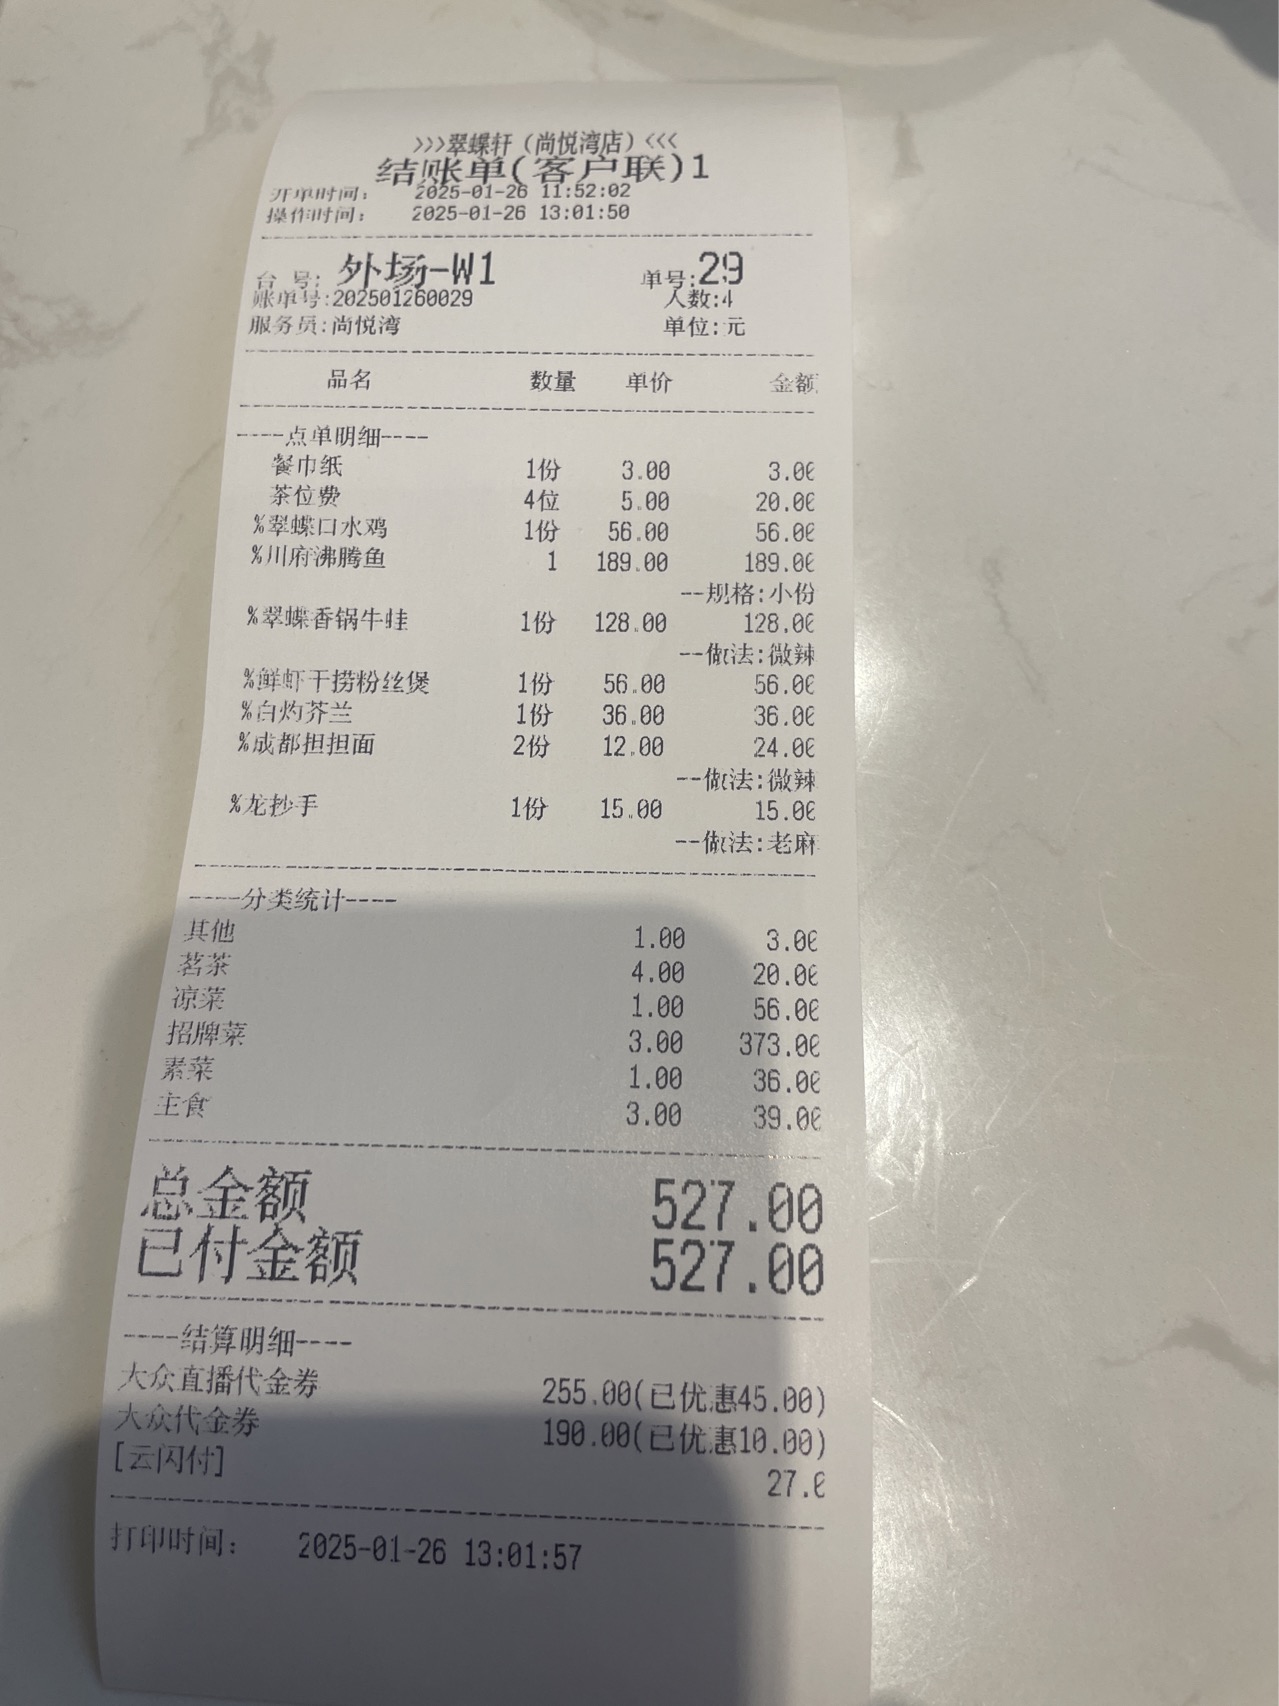 >>>翠蝶轩（尚悦湾店）<<<
结账单(客户联)1
开单时间： 2025-01-26 11:52:02
操作时间： 2025-01-26 13:01:50
台 号: 外场-W1 单号:29
账单号:202501260029 人数:4
服务员:尚悦湾 单位:元
品名 数量 单价 金额
----点单明细----
餐巾纸 1份 3.00 3.00
茶位费 4位 5.00 20.00
%翠蝶口水鸡 1份 56.00 56.00
%川府沸腾鱼 1 189.00 189.00
--规格:小份
%翠蝶香锅牛蛙 1份 128.00 128.00
--做法:微辣
%鲜虾干捞粉丝煲 1份 56.00 56.00
%白灼芥兰 1份 36.00 36.00
%成都担担面 2份 12.00 24.00
--做法:微辣
%龙抄手 1份 15.00 15.00
--做法:老麻
----分类统计----
其他 1.00 3.00
茗茶 4.00 20.00
凉菜 1.00 56.00
招牌菜 3.00 373.00
素菜 1.00 36.00
主食 3.00 39.00
总金额 527.00
已付金额 527.00
----结算明细----
大众直播代金券 255.00(已优惠45.00)
大众代金券 190.00(已优惠10.00)
[云闪付] 27.0
打印时间： 2025-01-26 13:01:57